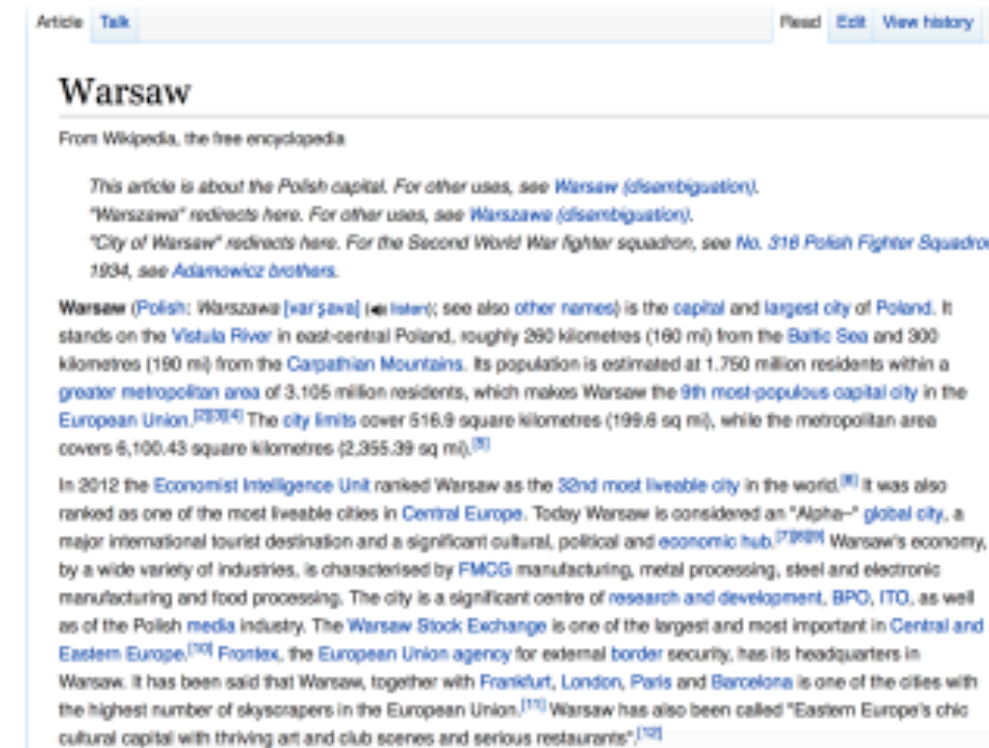 Article Talk Read Edit View history
Warsaw
From Wikipedia, the free encyclopedia
This article is about the Polish capital. For other uses, see Warsaw (disambiguation).
"Warszawa" redirects here. For other uses, see Warszawa (disambiguation).
"City of Warsaw" redirects here. For the Second World War fighter squadron, see No. 316 Polish Fighter Squadron
1934, see Adamowicz brothers.
Warsaw (Polish: Warszawa [varˈʂava] (listen); see also other names) is the capital and largest city of Poland. It
stands on the Vistula River in east-central Poland, roughly 260 kilometres (160 mi) from the Baltic Sea and 300
kilometres (190 mi) from the Carpathian Mountains. Its population is estimated at 1.750 million residents within a
greater metropolitan area of 3.105 million residents, which makes Warsaw the 9th most-populous capital city in the
European Union.[2][3][4] The city limits cover 516.9 square kilometres (199.6 sq mi), while the metropolitan area
covers 6,100.43 square kilometres (2,355.39 sq mi).[5]
In 2012 the Economist Intelligence Unit ranked Warsaw as the 32nd most liveable city in the world.[6] It was also
ranked as one of the most liveable cities in Central Europe. Today Warsaw is considered an "Alpha–" global city, a
major international tourist destination and a significant cultural, political and economic hub.[7][8][9] Warsaw's economy,
by a wide variety of industries, is characterised by FMCG manufacturing, metal processing, steel and electronic
manufacturing and food processing. The city is a significant centre of research and development, BPO, ITO, as well
as of the Polish media industry. The Warsaw Stock Exchange is one of the largest and most important in Central and
Eastern Europe.[10] Frontex, the European Union agency for external border security, has its headquarters in
Warsaw. It has been said that Warsaw, together with Frankfurt, London, Paris and Barcelona is one of the cities with
the highest number of skyscrapers in the European Union.[11] Warsaw has also been called "Eastern Europe's chic
cultural capital with thriving art and club scenes and serious restaurants".[12]